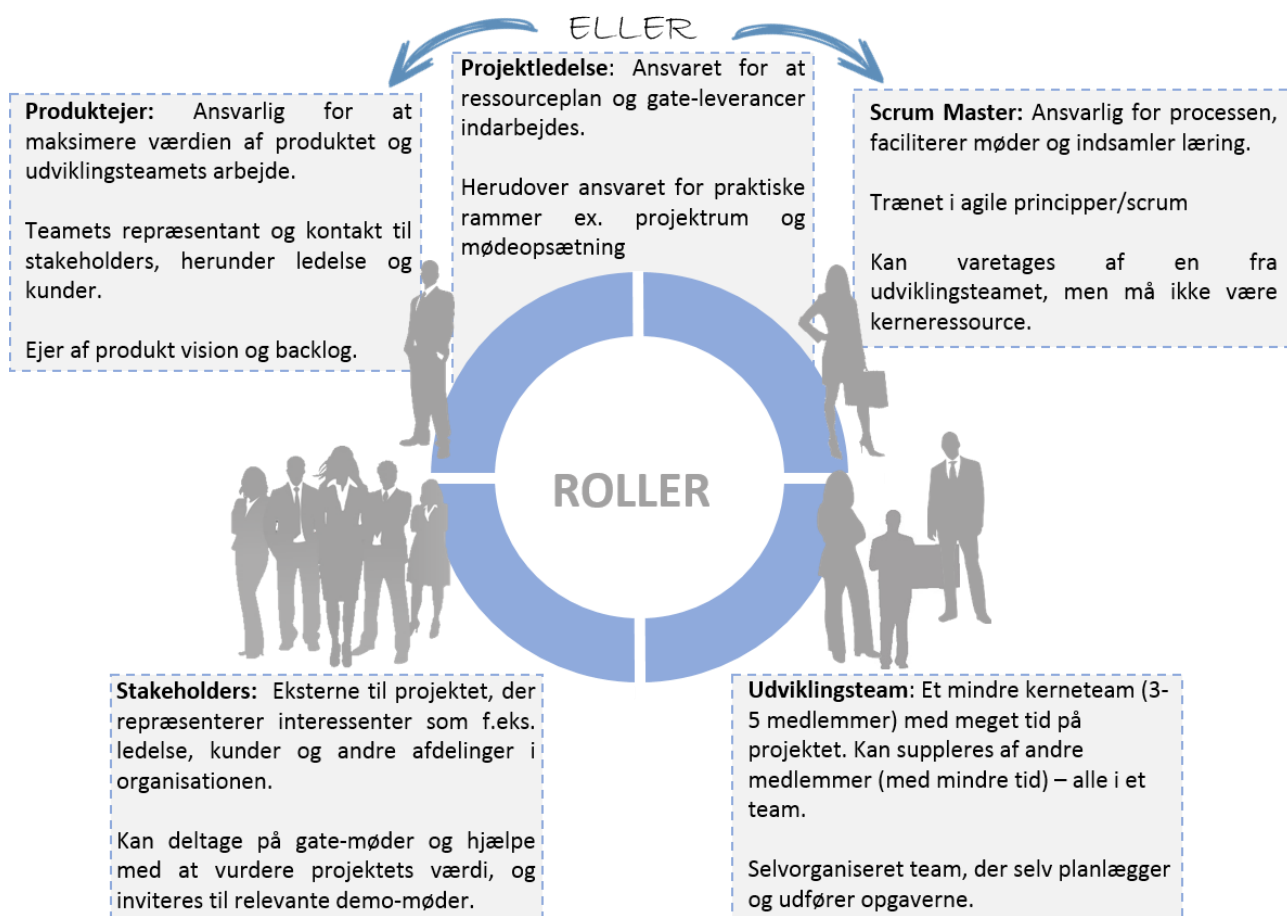 ELLER
Produktejer: Ansvarlig for at
maksimere værdien af produktet og
udviklingsteamets arbejde.
Teamets repræsentant og kontakt til
stakeholders, herunder ledelse og
kunder.
Ejer af produkt vision og backlog.
Projektledelse: Ansvaret for at
ressourceplan og gate-leverancer
indarbejdes.
Herudover ansvaret for praktiske
rammer ex. projektrum og
mødeopsætning
Scrum Master: Ansvarlig for processen,
faciliterer møder og indsamler læring.
Trænet i agile principper/scrum
Kan varetages af en fra
udviklingsteamet, men må ikke være
kerneressource.
ROLLER
Stakeholders: Eksterne til projektet, der
repræsenterer interessenter som f.eks.
ledelse, kunder og andre afdelinger i
organisationen.
Kan deltage på gate-møder og hjælpe
med at vurdere projektets værdi, og
inviteres til relevante demo-møder.
Udviklingsteam: Et mindre kerneteam (3-
5 medlemmer) med meget tid på
projektet. Kan suppleres af andre
medlemmer (med mindre tid) – alle i et
team.
Selvorganiseret team, der selv planlægger
og udfører opgaverne.